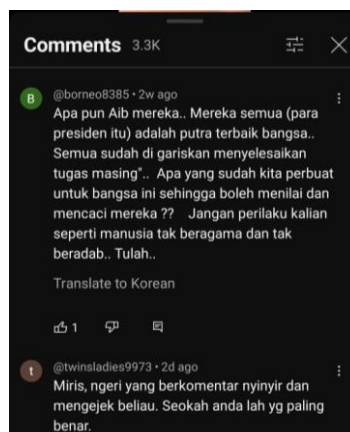 Comments 3.3K
B
@borneo8385 • 2w ago
Apa pun Aib mereka.. Mereka semua (para
presiden itu) adalah putra terbaik bangsa..
Semua sudah di gariskan menyelesaikan
tugas masing".. Apa yang sudah kita perbuat
untuk bangsa ini sehingga boleh menilai dan
mencaci mereka ?? Jangan perilaku kalian
seperti manusia tak beragama dan tak
beradab.. Tulah..
Translate to Korean
1
t
@twinsladies9973 • 2d ago
Miris, ngeri yang berkomentar nyinyir dan
mengejek beliau. Seokah anda lah yg paling
benar.